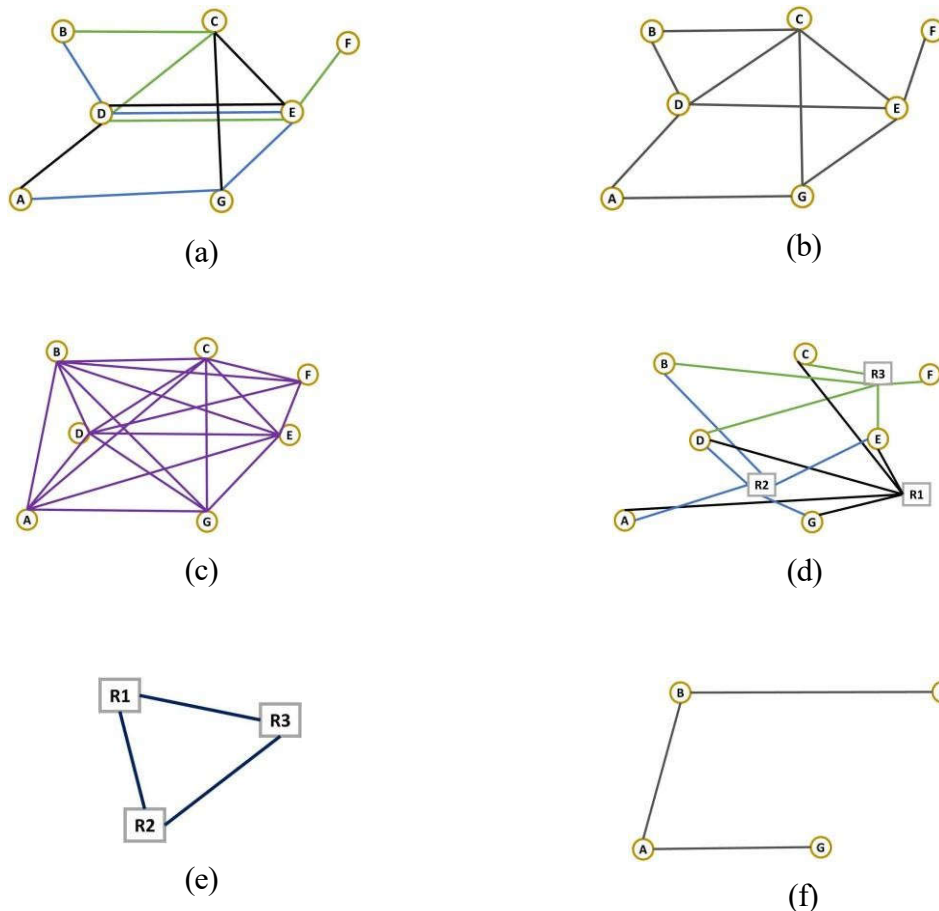 B C F
D E
A G
(a)
B C F
D E
A G
(b)
B C F
D E
A G
(c)
B C R3 F
D E
R2 R1
A G
(d)
R1
R3
R2
(e)
B
A G
(f)